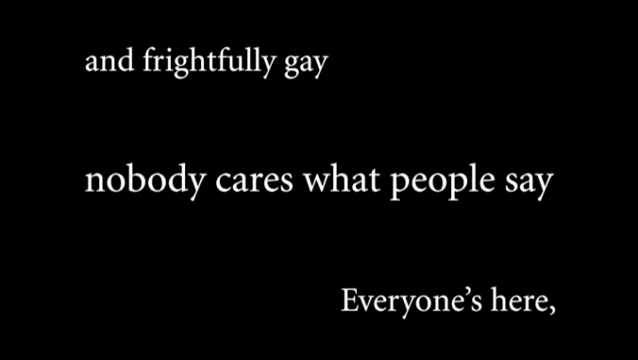 and frightfully gay
nobody cares what people say
Everyone’s here,